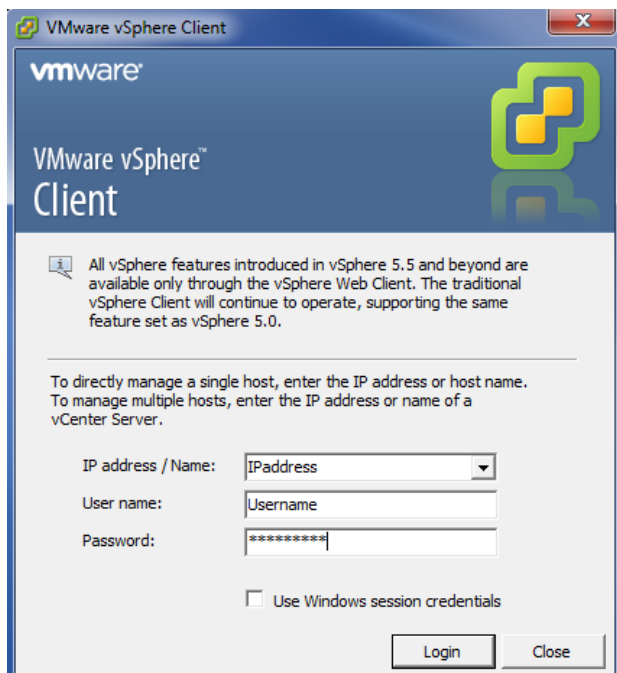 VMware vSphere Client
vmware
VMware vSphere™
Client
All vSphere features introduced in vSphere 5.5 and beyond are
available only through the vSphere Web Client. The traditional
vSphere Client will continue to operate, supporting the same
feature set as vSphere 5.0.
To directly manage a single host, enter the IP address or host name.
To manage multiple hosts, enter the IP address or name of a
vCenter Server.
IP address / Name: IPaddress
User name: Username
Password: *********
Use Windows session credentials
Login Close